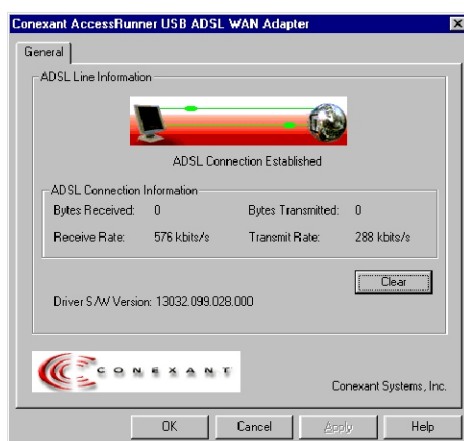 Conexant AccessRunner USB ADSL WAN Adapter
General
ADSL Line Information
ADSL Connection Established
ADSL Connection Information
Bytes Received: 0 Bytes Transmitted: 0
Receive Rate: 576 kbits/s Transmit Rate: 288 kbits/s
Clear
Driver S/W Version: 13032.099.028.000
CONEXANT
Conexant Systems, Inc.
OK Cancel Apply Help